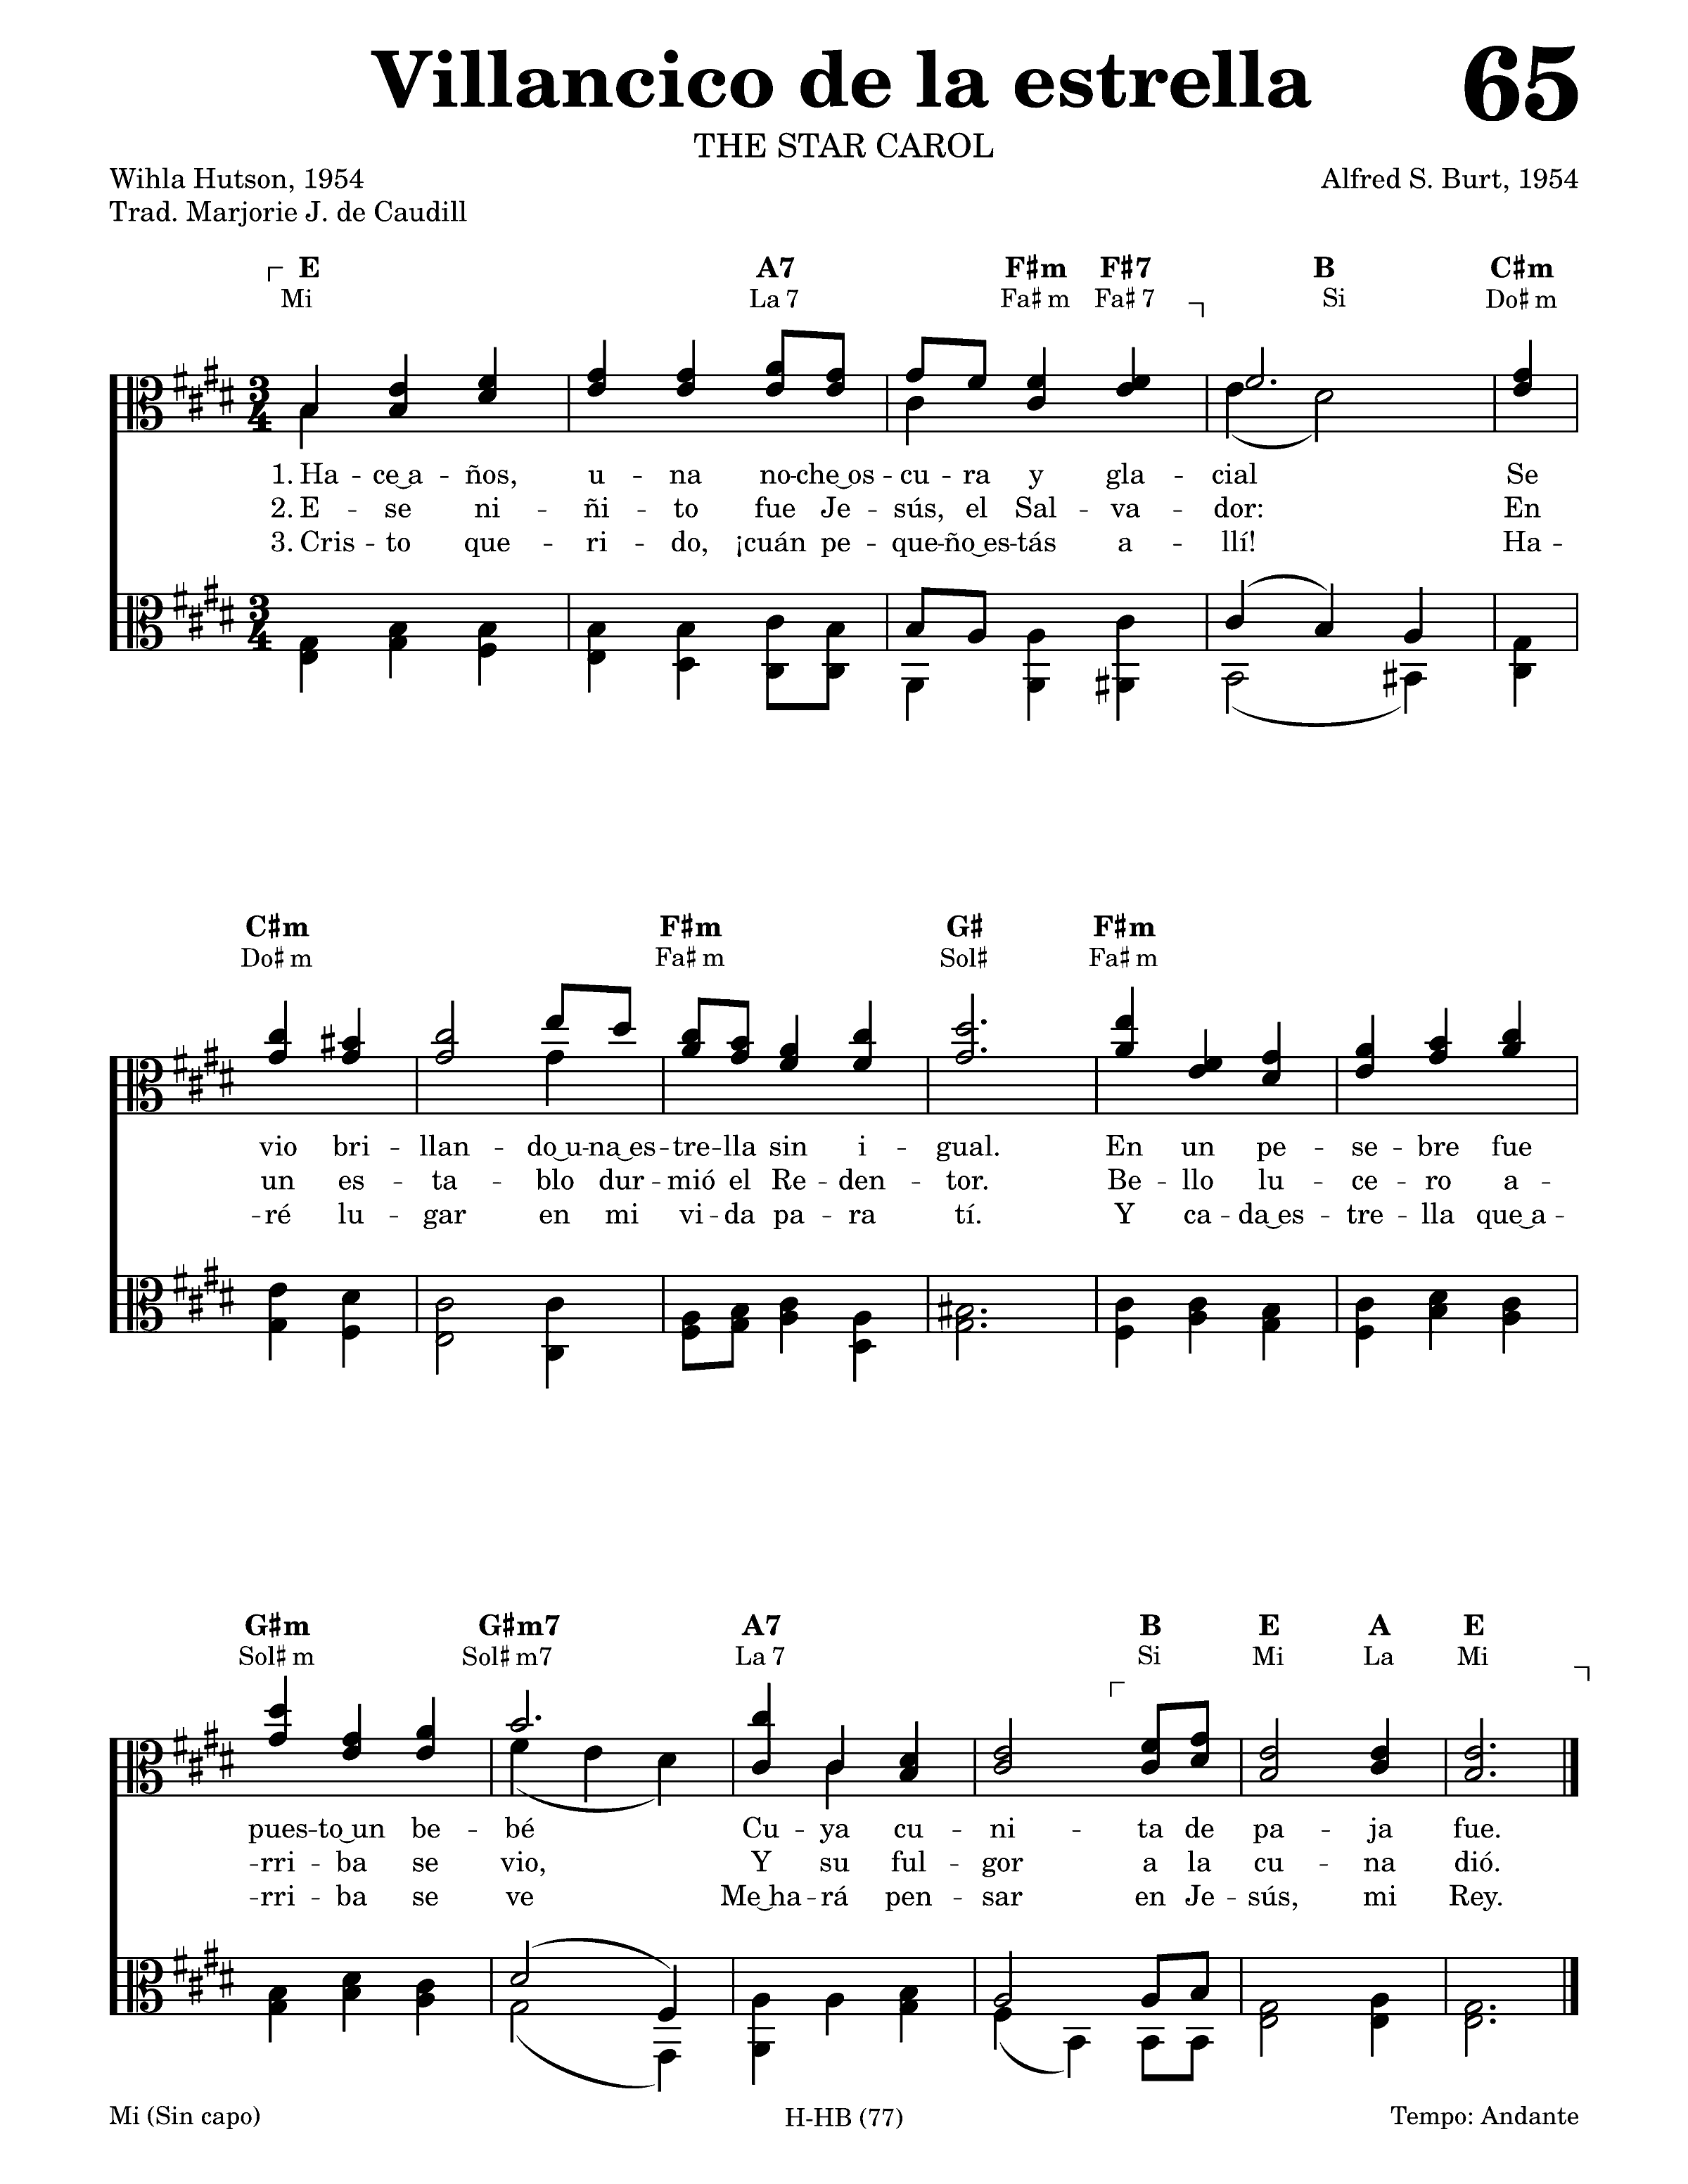 Villancico de la estrella 65
THE STAR CAROL
Wihla Hutson, 1954 Alfred S. Burt, 1954
Trad. Marjorie J. de Caudill
E A7 F♯m F♯7 B C♯m
Mi La 7 Fa♯ m Fa♯ 7 Si Do♯ m
3 4
1. Ha -- ce‿a -- ños, u -- na no -- che‿os -- cu -- ra y gla -- cial Se
2. E -- se ni -- ñi -- to fue Je -- sús, el Sal -- va -- dor: En
3. Cris -- to que -- ri -- do, ¡cuán pe -- que -- ño‿es -- tás a -- llí! Ha --
3 4
C♯m F♯m G♯ F♯m
Do♯ m Fa♯ m Sol♯ Fa♯ m
vio bri -- llan -- do‿u -- na‿es -- tre -- lla sin i -- gual. En un pe -- se -- bre fue
un es -- ta -- blo dur -- mió el Re -- den -- tor. Be -- llo lu -- ce -- ro a --
-- ré lu -- gar en mi vi -- da pa -- ra tí. Y ca -- da‿es -- tre -- lla que‿a --
G♯m G♯m7 A7 B E A E
Sol♯ m Sol♯ m7 La 7 Si Mi La Mi
pues -- to‿un be -- bé Cu -- ya cu -- ni -- ta de pa -- ja fue.
-- rri -- ba se vio, Y su ful -- gor a la cu -- na dió.
-- rri -- ba se ve Me‿ha -- rá pen -- sar en Je -- sús, mi Rey.
Mi (Sin capo) H-HB (77) Tempo: Andante